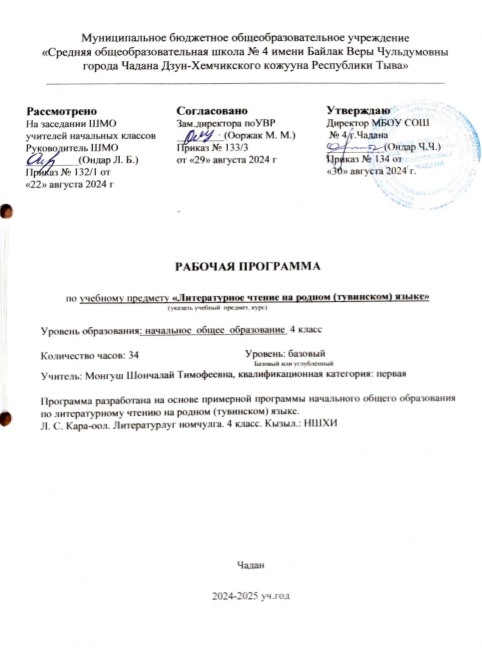 Муниципальное бюджетное общеобразовательное учреждение
«Средняя общеобразовательная школа № 4 имени Байлак Веры Чульдумовны
города Чадана Дзун-Хемчикского кожууна Республики Тыва»
Рассмотрено
На заседании ШМО
учителей начальных классов
Руководитель ШМО
(Ондар Л. Б.)
Приказ № 132/1 от
«22» августа 2024 г
Согласовано
Зам.директора поУВР
(Ооржак М. М.)
Приказ № 133/3
от «29» августа 2024
Утверждаю
Директор МБОУ СОШ
№ 4 г.Чадана
(Ондар Ч.Ч.)
Приказ № 134 от
«30» августа 2024 г.
РАБОЧАЯ ПРОГРАММА
по учебному предмету «Литературное чтение на родном (тувинском) языке»
(указать учебный предмет, курс)
Уровень образования: начальное общее образование 4 класс
Количество часов: 34 Уровень: базовый
Базовый или углубленный
Учитель: Монгуш Шончалай Тимофеевна, квалификационная категория: первая
Программа разработана на основе примерной программы начального общего образования
по литературному чтению на родном (тувинском) языке.
Л. С. Кара-оол. Литературлуг номчулга. 4 класс. Кызыл.: НШХИ
Чадан
2024-2025 уч.год